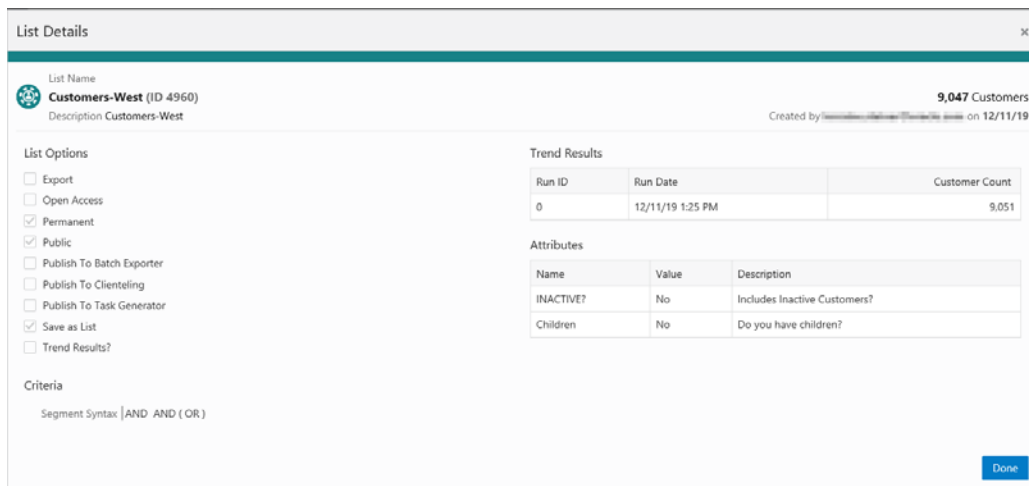 List Details
×
List Name
Customers-West (ID 4960)
Description Customers-West
9,047 Customers
Created by on 12/11/19
List Options
Export
Open Access
Permanent
Public
Publish To Batch Exporter
Publish To Clienteling
Publish To Task Generator
Save as List
Trend Results?
Criteria
Segment Syntax AND AND ( OR )
Trend Results
Run ID Run Date Customer Count
0 12/11/19 1:25 PM 9,051
Attributes
Name Value Description
INACTIVE? No Includes Inactive Customers?
Children No Do you have children?
Done